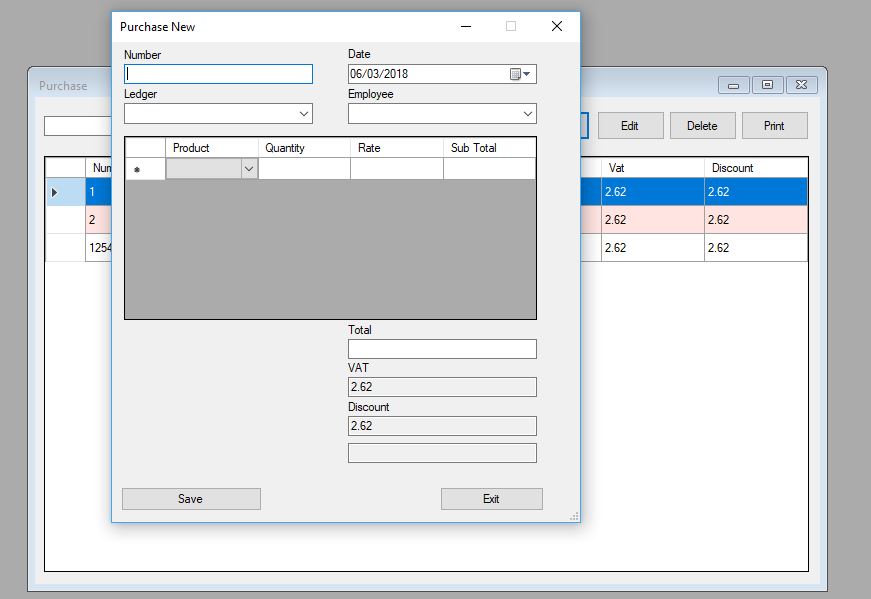 Purchase New
Number
Date
06/03/2018
Ledger
Employee
Product Quantity Rate Sub Total
Total
VAT
2.62
Discount
2.62
Save Exit
Purchase
Edit Delete Print
Vat Discount
1 2.62 2.62
2 2.62 2.62
1254 2.62 2.62